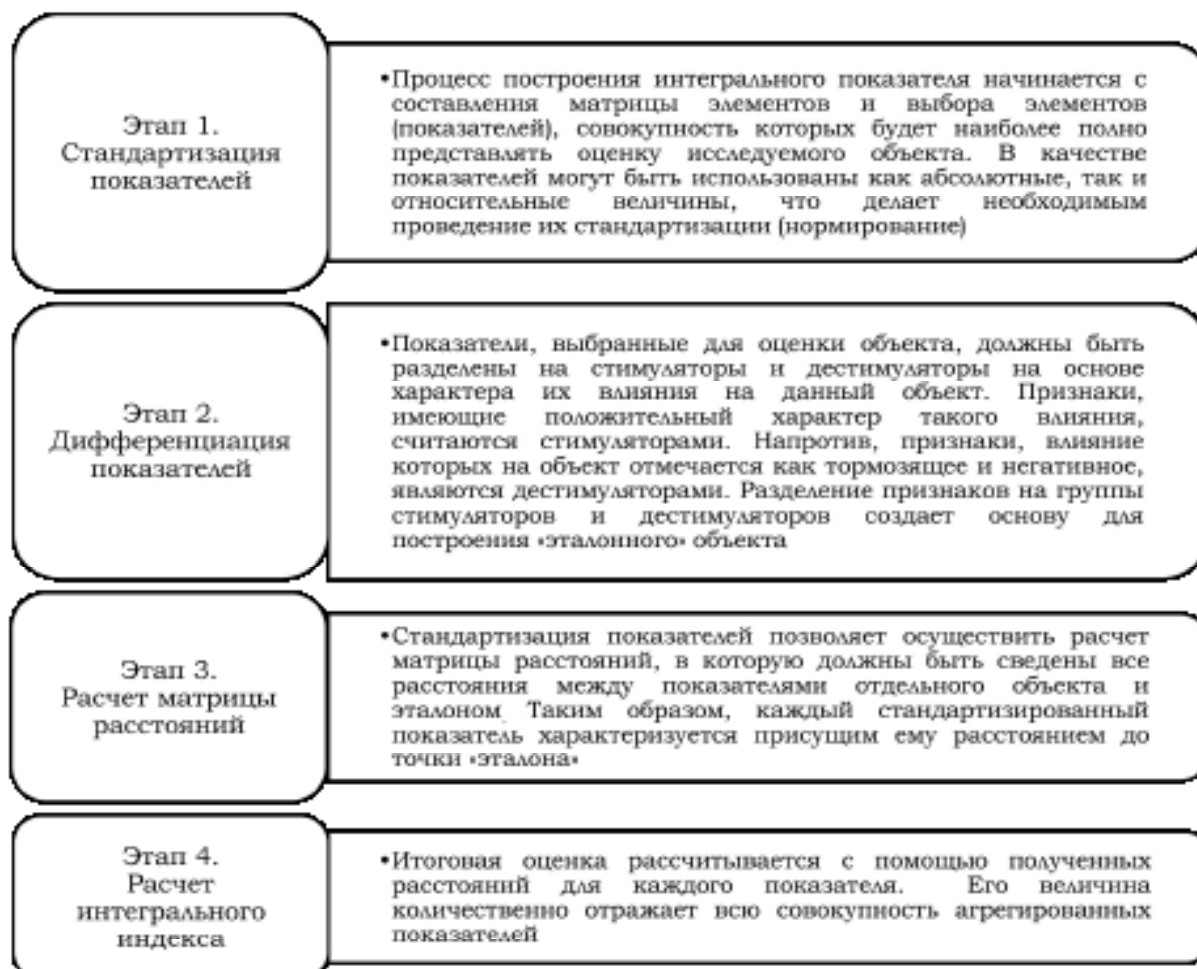 Этап 1.
Стандартизация
показателей
•Процесс построения интегрального показателя начинается с
составления матрицы элементов и выбора элементов
(показателей), совокупность которых будет наиболее полно
представлять оценку исследуемого объекта. В качестве
показателей могут быть использованы как абсолютные, так и
относительные величины, что делает необходимым
проведение их стандартизации (нормирование)
Этап 2.
Дифференциация
показателей
•Показатели, выбранные для оценки объекта, должны быть
разделены на стимуляторы и дестимуляторы на основе
характера их влияния на данный объект. Признаки,
имеющие положительный характер такого влияния,
считаются стимуляторами. Напротив, признаки, влияние
которых на объект отмечается как тормозящее и негативное,
являются дестимуляторами. Разделение признаков на группы
стимуляторов и дестимуляторов создает основу для
построения «эталонного» объекта
Этап 3.
Расчет матрицы
расстояний
•Стандартизация показателей позволяет осуществить расчет
матрицы расстояний, в которую должны быть сведены все
расстояния между показателями отдельного объекта и
эталоном Таким образом, каждый стандартизированный
показатель характеризуется присущим ему расстоянием до
точки «эталона»
Этап 4.
Расчет
интегрального
индекса
•Итоговая оценка рассчитывается с помощью полученных
расстояний для каждого показателя. Его величина
количественно отражает всю совокупность агрегированных
показателей